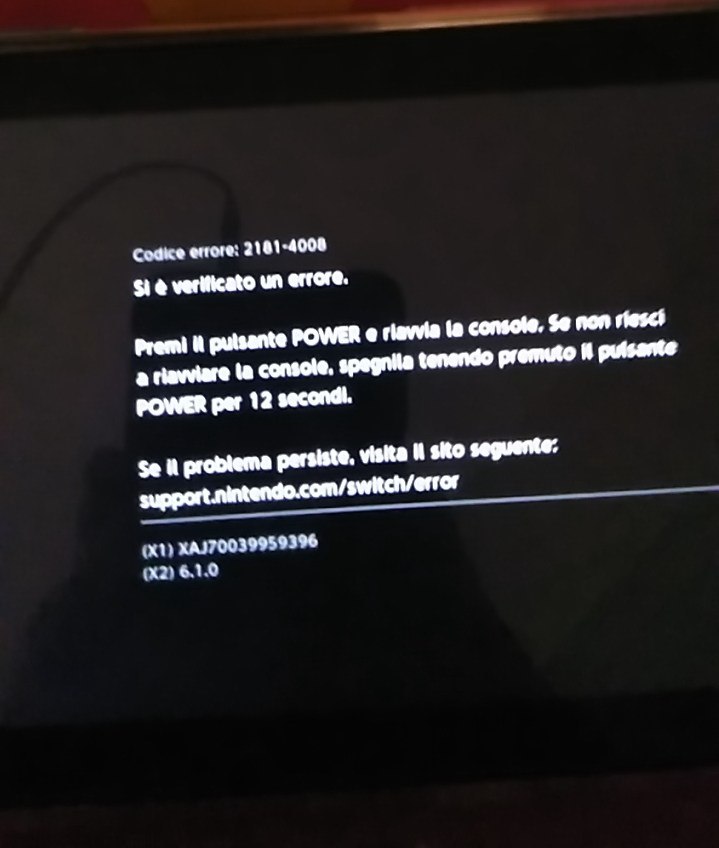 Codice errore: 2181-4008
Si è verificato un errore.
Premi il pulsante POWER e riavvia la console. Se non riesci
a riavviare la console, spegnila tenendo premuto il pulsante
POWER per 12 secondi.
Se il problema persiste, visita il sito seguente:
support.nintendo.com/switch/error
(X1) XAJ70039959396
(X2) 6.1.0